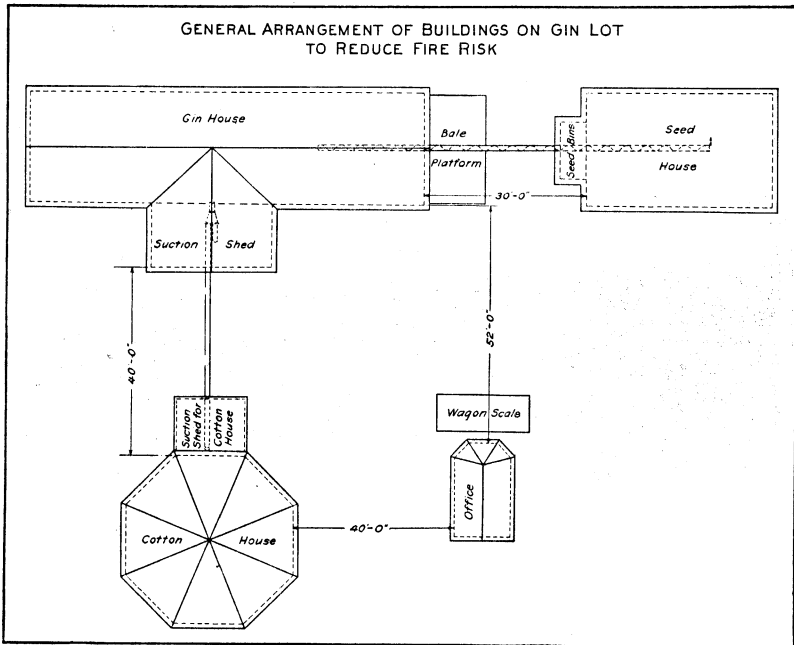 GENERAL ARRANGEMENT OF BUILDINGS ON GIN LOT
TO REDUCE FIRE RISK
Gin House
Bale
Platform
Seed Bins
Seed
House
30'-0"
Suction Shed
52'-0"
40'-0"
Suction
Shed for
Cotton
House
Wagon Scale
Office
40'-0"
Cotton House